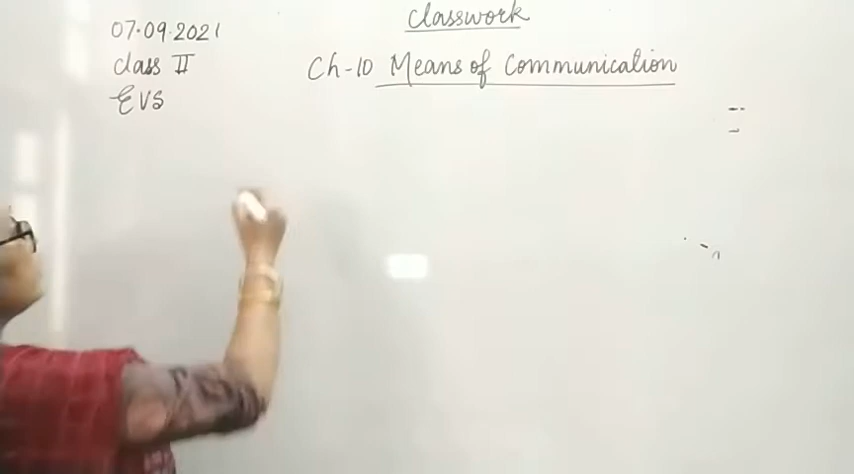 Classwork
07.09.2021
Class II
Ch-10 Means of Communication
EVS